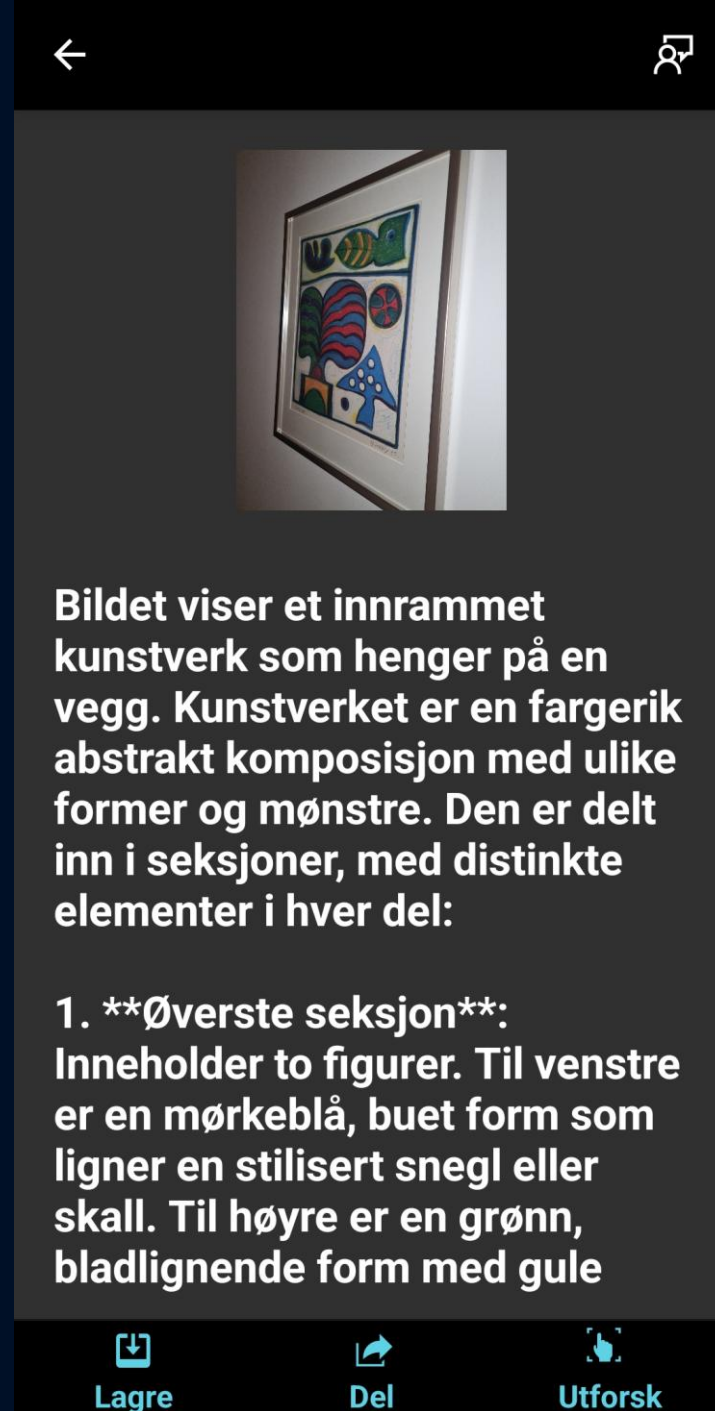 Bildet viser et innrammet
kunstverk som henger på en
vegg. Kunstverket er en fargerik
abstrakt komposisjon med ulike
former og mønstre. Den er delt
inn i seksjoner, med distinkte
elementer i hver del:
1. **Øverste seksjon**:
Inneholder to figurer. Til venstre
er en mørkeblå, buet form som
ligner en stilisert snegl eller
skall. Til høyre er en grønn,
bladlignende form med gule
Lagre
Del
Utforsk